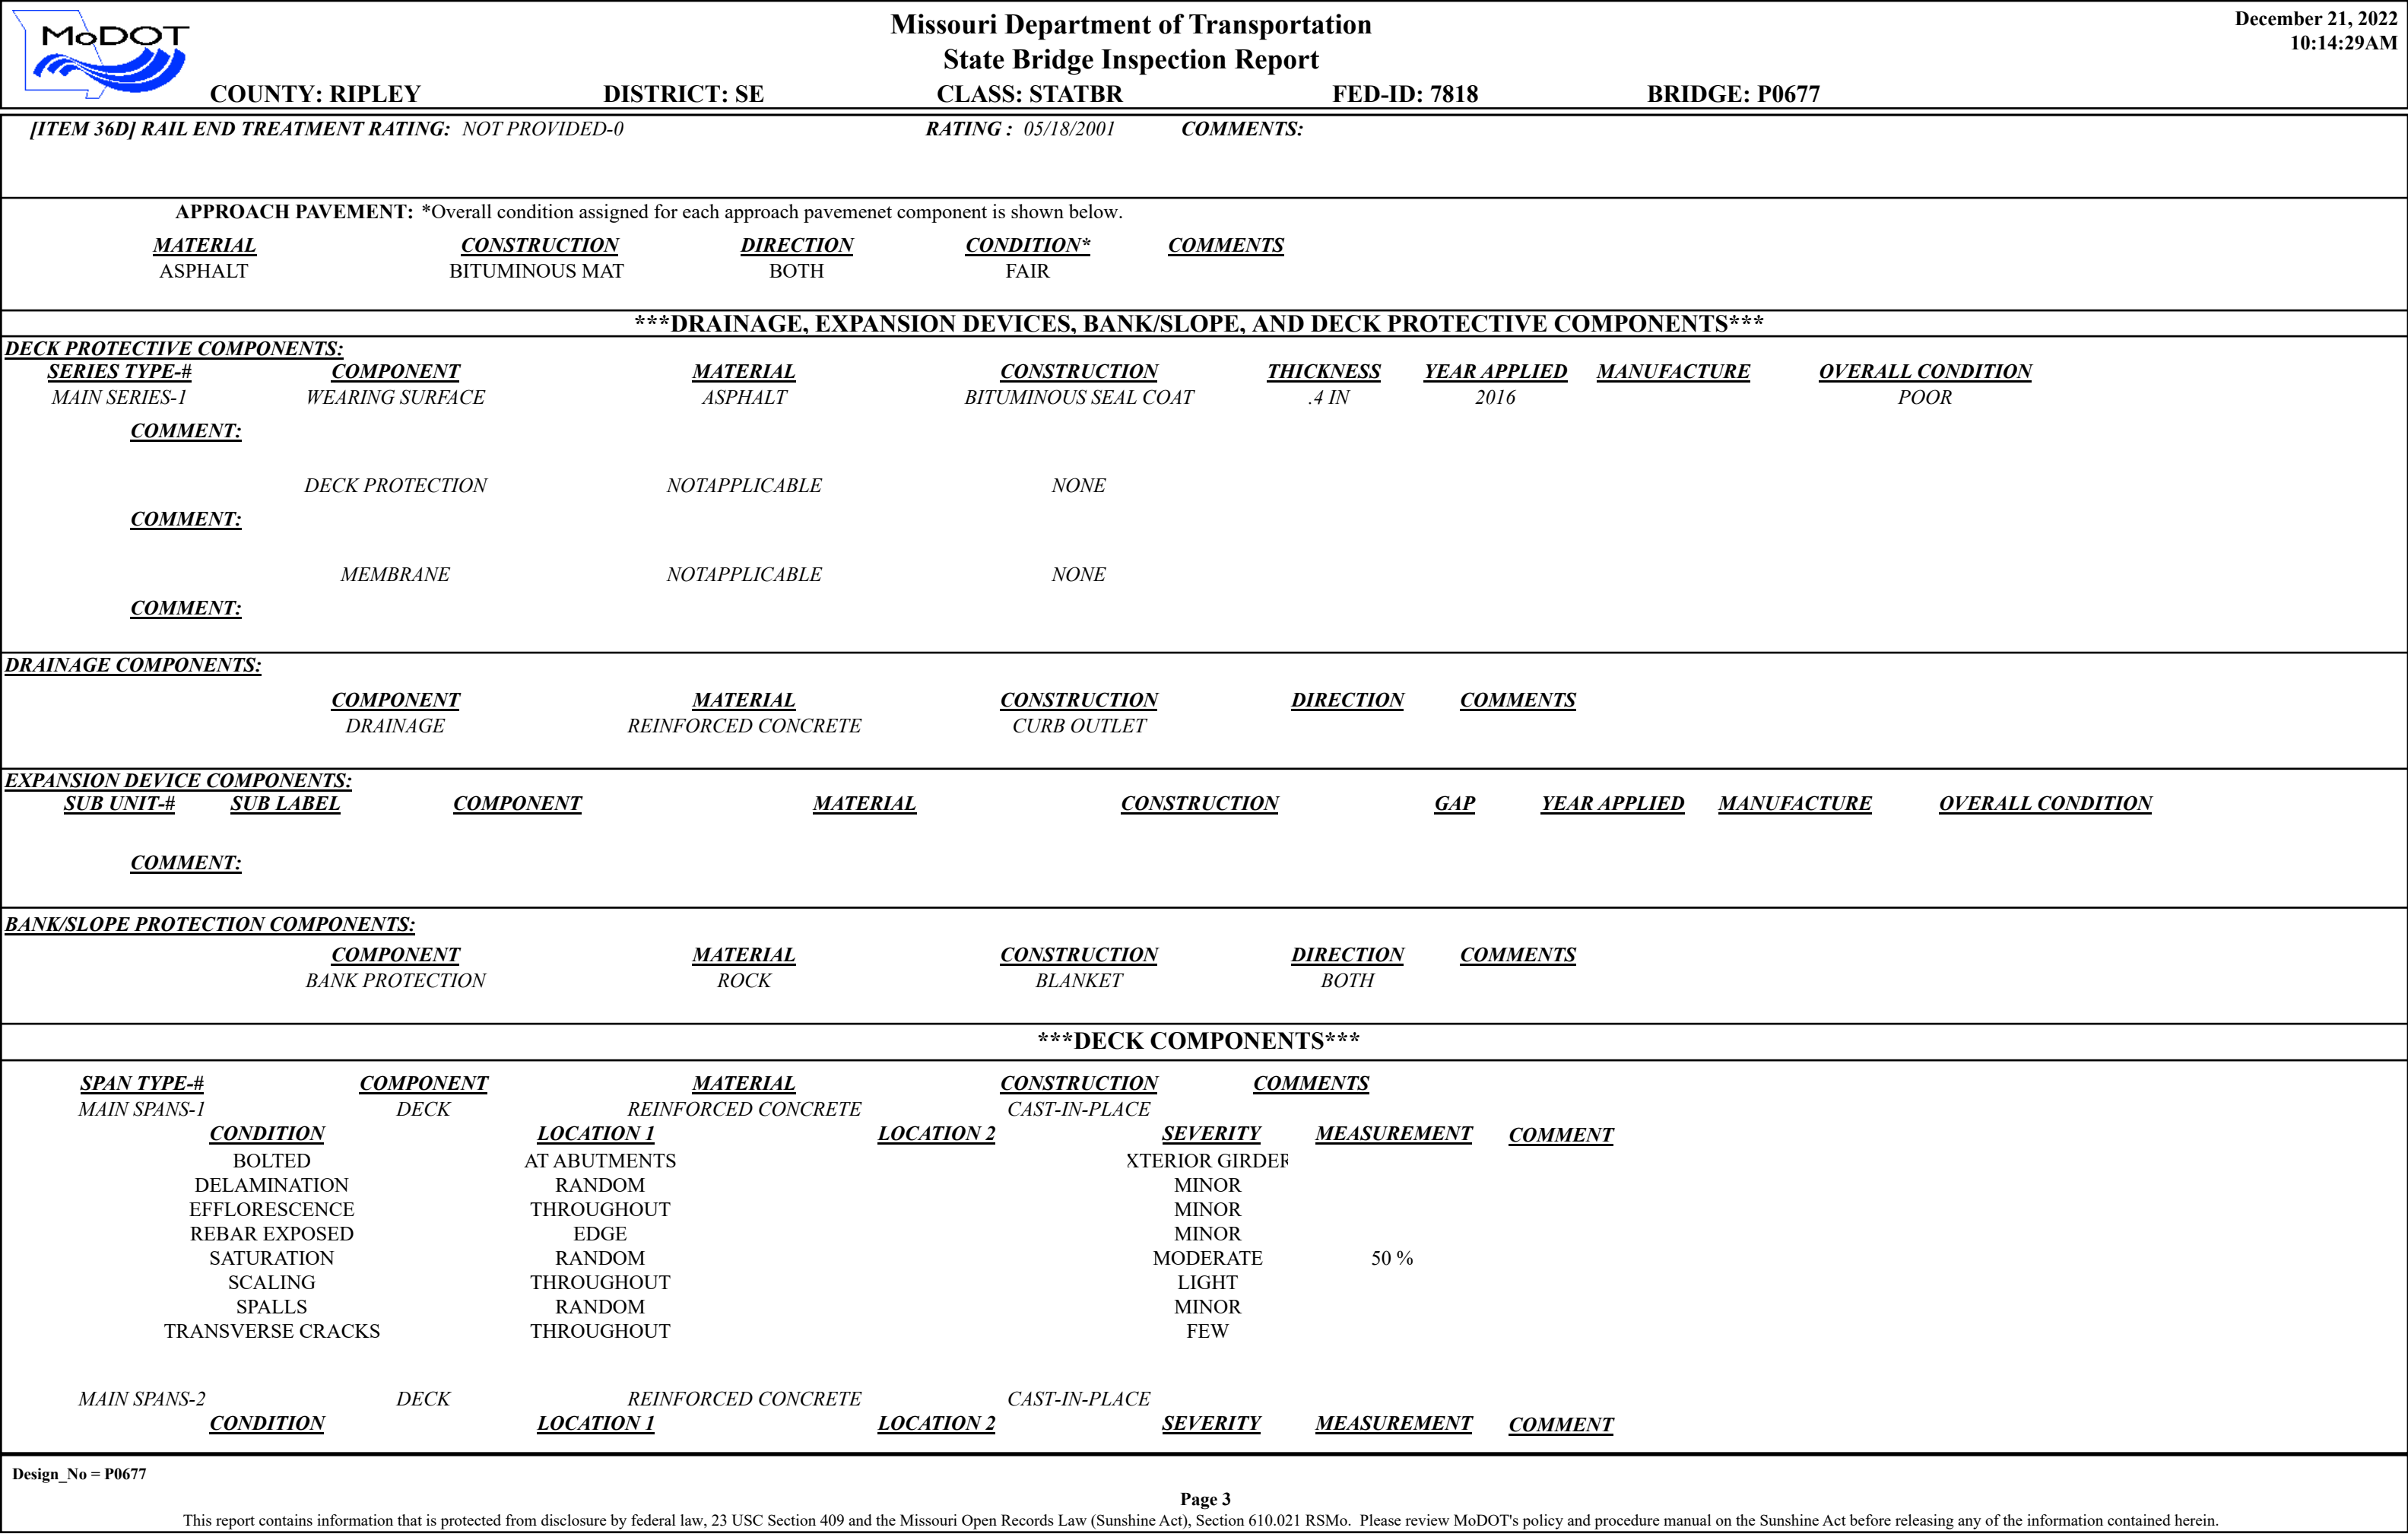 MoDOT
Missouri Department of Transportation
State Bridge Inspection Report
December 21, 2022
10:14:29AM
COUNTY: RIPLEY DISTRICT: SE CLASS: STATBR FED-ID: 7818 BRIDGE: P0677
[ITEM 36D] RAIL END TREATMENT RATING: NOT PROVIDED-0 RATING : 05/18/2001 COMMENTS:
APPROACH PAVEMENT: *Overall condition assigned for each approach pavemenet component is shown below.
MATERIAL CONSTRUCTION DIRECTION CONDITION* COMMENTS
ASPHALT BITUMINOUS MAT BOTH FAIR
***DRAINAGE, EXPANSION DEVICES, BANK/SLOPE, AND DECK PROTECTIVE COMPONENTS***
DECK PROTECTIVE COMPONENTS:
SERIES TYPE-# COMPONENT MATERIAL CONSTRUCTION THICKNESS YEAR APPLIED MANUFACTURE OVERALL CONDITION
MAIN SERIES-1 WEARING SURFACE ASPHALT BITUMINOUS SEAL COAT .4 IN 2016 POOR
COMMENT:
DECK PROTECTION NOTAPPLICABLE NONE
COMMENT:
MEMBRANE NOTAPPLICABLE NONE
COMMENT:
DRAINAGE COMPONENTS:
COMPONENT MATERIAL CONSTRUCTION DIRECTION COMMENTS
DRAINAGE REINFORCED CONCRETE CURB OUTLET
EXPANSION DEVICE COMPONENTS:
SUB UNIT-# SUB LABEL COMPONENT MATERIAL CONSTRUCTION GAP YEAR APPLIED MANUFACTURE OVERALL CONDITION
COMMENT:
BANK/SLOPE PROTECTION COMPONENTS:
COMPONENT MATERIAL CONSTRUCTION DIRECTION COMMENTS
BANK PROTECTION ROCK BLANKET BOTH
***DECK COMPONENTS***
SPAN TYPE-# COMPONENT MATERIAL CONSTRUCTION COMMENTS
MAIN SPANS-1 DECK REINFORCED CONCRETE CAST-IN-PLACE
CONDITION LOCATION 1 LOCATION 2 SEVERITY MEASUREMENT COMMENT
BOLTED AT ABUTMENTS XTERIOR GIRDER
DELAMINATION RANDOM MINOR
EFFLORESCENCE THROUGHOUT MINOR
REBAR EXPOSED EDGE MINOR
SATURATION RANDOM MODERATE 50 %
SCALING THROUGHOUT LIGHT
SPALLS RANDOM MINOR
TRANSVERSE CRACKS THROUGHOUT FEW
MAIN SPANS-2 DECK REINFORCED CONCRETE CAST-IN-PLACE
CONDITION LOCATION 1 LOCATION 2 SEVERITY MEASUREMENT COMMENT
Design_No = P0677
Page 3
This report contains information that is protected from disclosure by federal law, 23 USC Section 409 and the Missouri Open Records Law (Sunshine Act), Section 610.021 RSMo. Please review MoDOT's policy and procedure manual on the Sunshine Act before releasing any of the information contained herein.